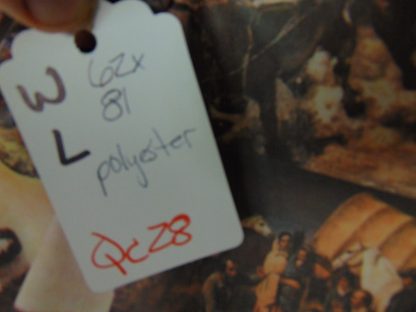 W 62x
81
L
polyester
QC28